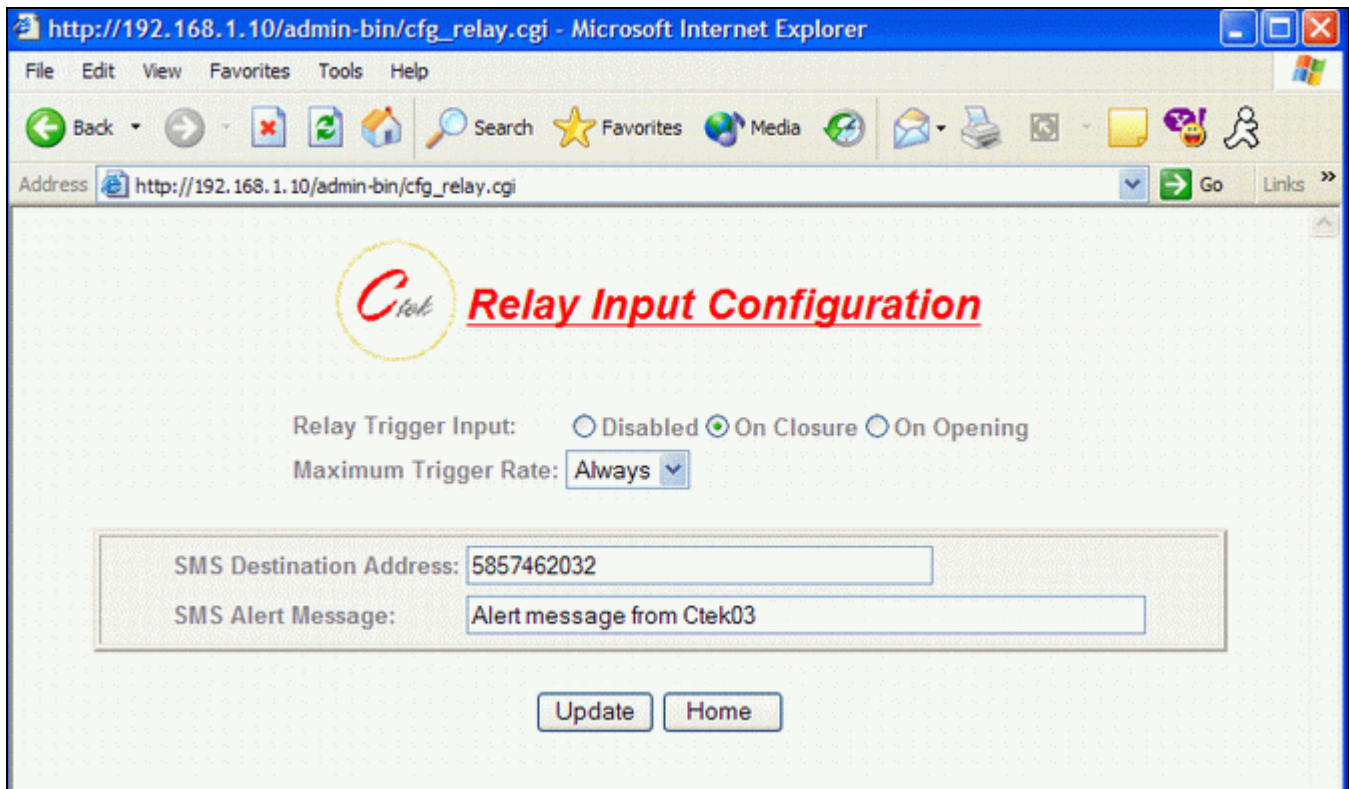 http://192.168.1.10/admin-bin/cfg_relay.cgi - Microsoft Internet Explorer
File Edit View Favorites Tools Help
Back Search Favorites Media
Address http://192.168.1.10/admin-bin/cfg_relay.cgi Go Links »
Ctek Relay Input Configuration
Relay Trigger Input: Disabled On Closure On Opening
Maximum Trigger Rate: Always
SMS Destination Address: 5857462032
SMS Alert Message: Alert message from Ctek03
Update Home